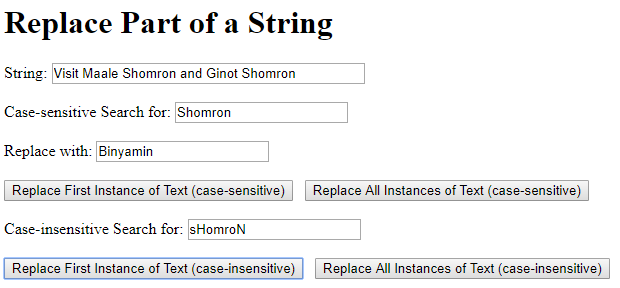 Replace Part of a String
String: Visit Maale Shomron and Ginot Shomron
Case-sensitive Search for: Shomron
Replace with: Binyamin
Replace First Instance of Text (case-sensitive) Replace All Instances of Text (case-sensitive)
Case-insensitive Search for: sHomroN
Replace First Instance of Text (case-insensitive) Replace All Instances of Text (case-insensitive)